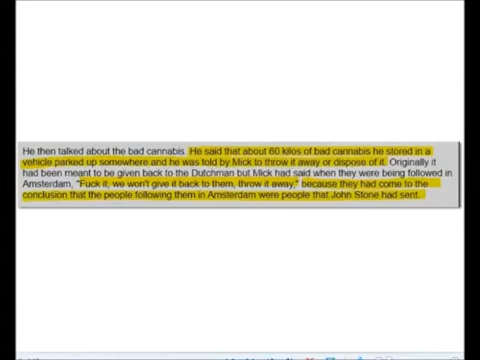 He then talked about the bad cannabis He said that about 60 kilos of bad cannabis he stored in a
vehicle parked up somewhere and he was told by Mick to throw it away or dispose of it. Originally it
had been meant to be given back to the Dutchman but Mick had said when they were being followed in
Amsterdam, "Fuck it, we won't give it back to them, throw it away," because they had come to the
conclusion that the people following them in Amsterdam were people that John Stone had sent.